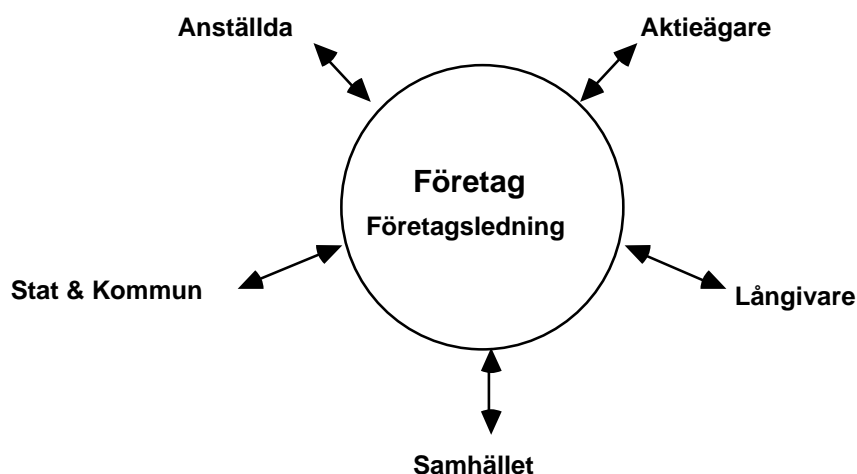 Anställda
Aktieägare
Företag
Företagsledning
Stat & Kommun
Långivare
Samhället